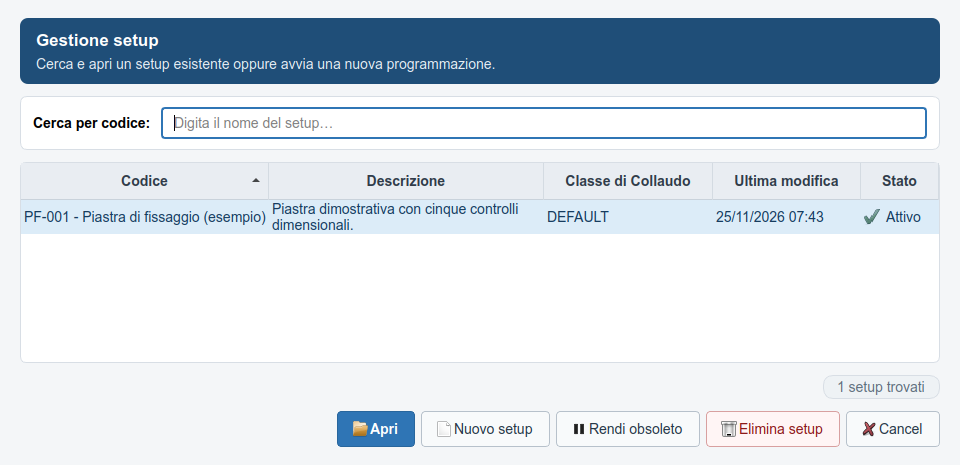 Gestione setup
Cerca e apri un setup esistente oppure avvia una nuova programmazione.
Cerca per codice: Digita il nome del setup…
Codice Descrizione Classe di Collaudo Ultima modifica Stato
PF-001 - Piastra di fissaggio (esempio) Piastra dimostrativa con cinque controlli dimensionali. DEFAULT 25/11/2026 07:43 Attivo
1 setup trovati
Apri Nuovo setup Rendi obsoleto Elimina setup Cancel